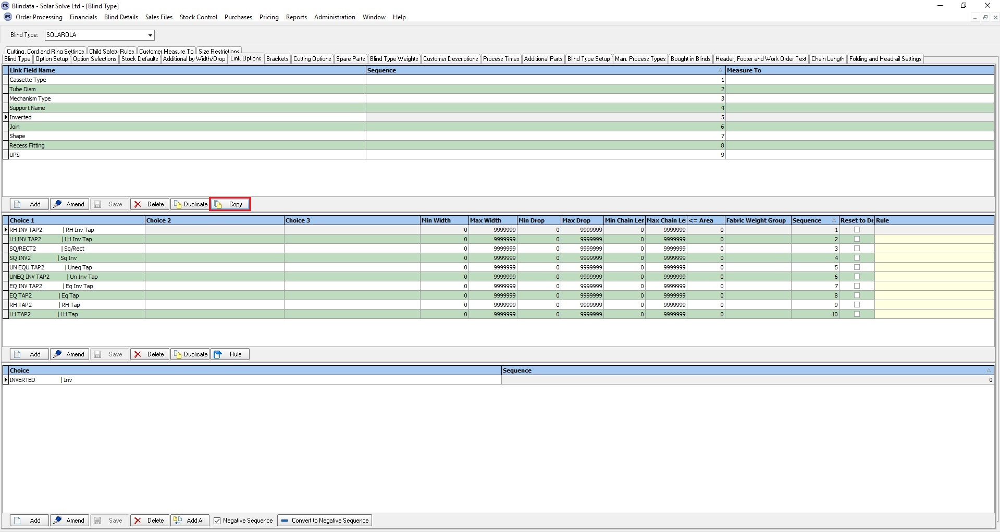 Blindata - Solar Solve Ltd - [Blind Type]
Order Processing Financials Blind Details Sales Files Stock Control Purchases Pricing Reports Administration Window Help
Blind Type: SOLAROLA
Cutting, Cord and Ring Settings Child Safety Rules Customer Measure To Size Restrictions
Blind Type Option Setup Option Selections Stock Defaults Additional by Width/Drop Link Options Brackets Cutting Options Spare Parts Blind Type Weights Customer Descriptions Process Times Additional Parts Blind Type Setup Man. Process Types Bought in Blinds Header, Footer and Work Order Text Chain Length Folding and Headrail Settings
Link Field Name Sequence Measure To
Cassette Type 1
Tube Diam 2
Mechanism Type 3
Support Name 4
Inverted 5
Join 6
Shape 7
Recess Fitting 8
UPS 9
Add Amend Save Delete Duplicate Copy
Choice 1 Choice 2 Choice 3 Min Width Max Width Min Drop Max Drop Min Chain Len Max Chain Le <= Area Fabric Weight Group Sequence Reset to De Rule
RH INV TAP2 | RH Inv Tap 0 9999999 0 9999999 0 9999999 0 1
LH INV TAP2 | LH Inv Tap 0 9999999 0 9999999 0 9999999 0 2
SQ/RECT2 | Sq/Rect 0 9999999 0 9999999 0 9999999 0 3
SQ INV2 | Sq Inv 0 9999999 0 9999999 0 9999999 0 4
UN EQU TAP2 | Uneq Tap 0 9999999 0 9999999 0 9999999 0 5
UNEQ INV TAP2 | Un Inv Tap 0 9999999 0 9999999 0 9999999 0 6
EQ INV TAP2 | Eq Inv Tap 0 9999999 0 9999999 0 9999999 0 7
EQ TAP2 | Eq Tap 0 9999999 0 9999999 0 9999999 0 8
RH TAP2 | RH Tap 0 9999999 0 9999999 0 9999999 0 9
LH TAP2 | LH Tap 0 9999999 0 9999999 0 9999999 0 10
Add Amend Save Delete Duplicate Rule
Choice Sequence
INVERTED | Inv 0
Add Amend Save Delete Add All Negative Sequence Convert to Negative Sequence